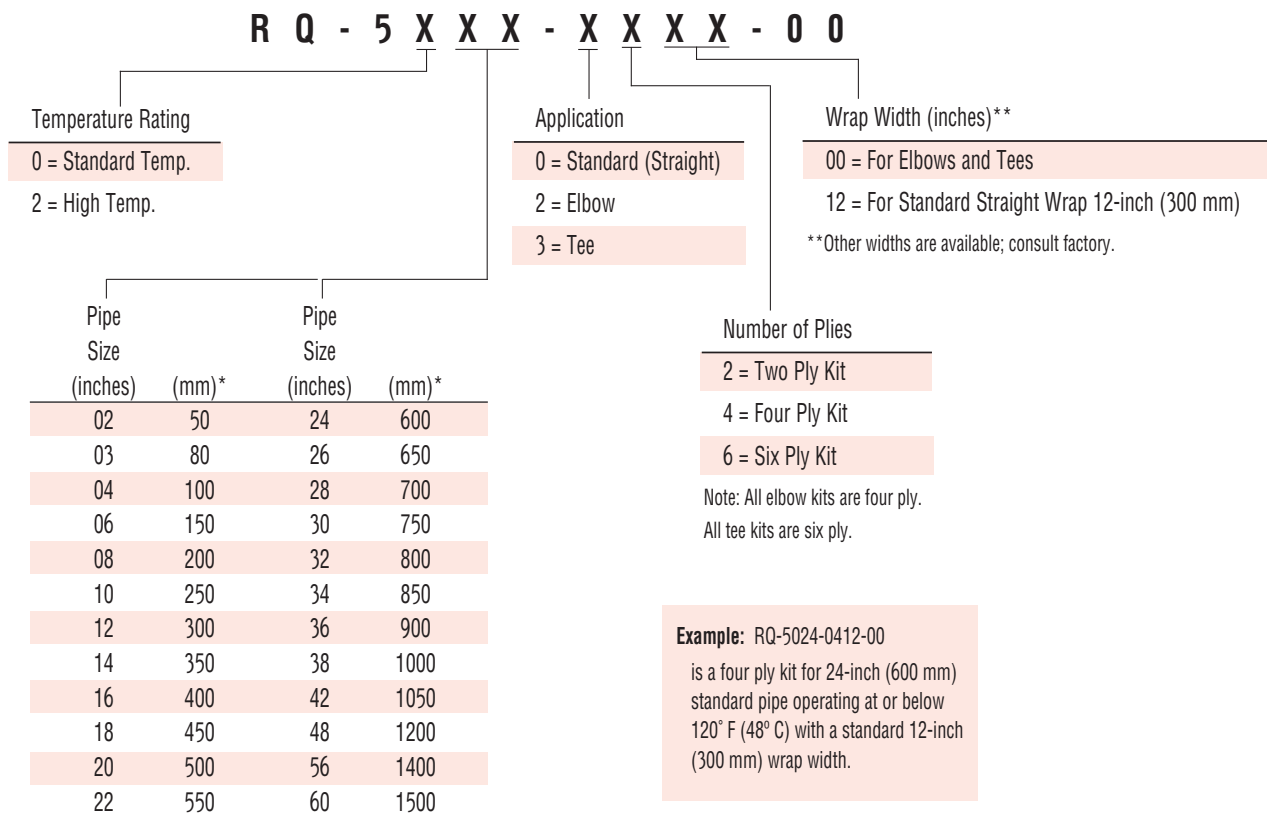 RQ-5XXX-XXXX-00
Temperature Rating
0 = Standard Temp.
2 = High Temp.
Application
0 = Standard (Straight)
2 = Elbow
3 = Tee
Wrap Width (inches)**
00 = For Elbows and Tees
12 = For Standard Straight Wrap 12-inch (300 mm)
**Other widths are available; consult factory.
Pipe Pipe
Size Size
(inches) (mm)* (inches) (mm)*
02 50 24 600
03 80 26 650
04 100 28 700
06 150 30 750
08 200 32 800
10 250 34 850
12 300 36 900
14 350 38 1000
16 400 42 1050
18 450 48 1200
20 500 56 1400
22 550 60 1500
Number of Plies
2 = Two Ply Kit
4 = Four Ply Kit
6 = Six Ply Kit
Note: All elbow kits are four ply.
All tee kits are six ply.
Example: RQ-5024-0412-00
is a four ply kit for 24-inch (600 mm)
standard pipe operating at or below
120˚ F (48º C) with a standard 12-inch
(300 mm) wrap width.